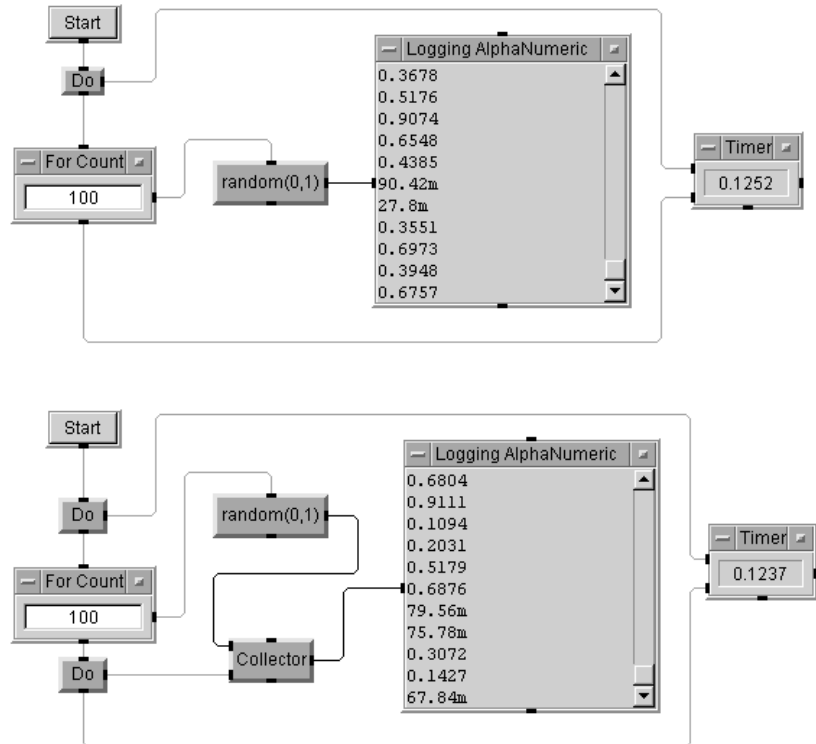 Start
Do
For Count
100
random(0,1)
Logging AlphaNumeric
0.3678
0.5176
0.9074
0.6548
0.4385
90.42m
27.8m
0.3551
0.6973
0.3948
0.6757
Timer
0.1252
Start
Do
For Count
100
Do
random(0,1)
Collector
Logging AlphaNumeric
0.6804
0.9111
0.1094
0.2031
0.5179
0.6876
79.56m
75.78m
0.3072
0.1427
67.84m
Timer
0.1237